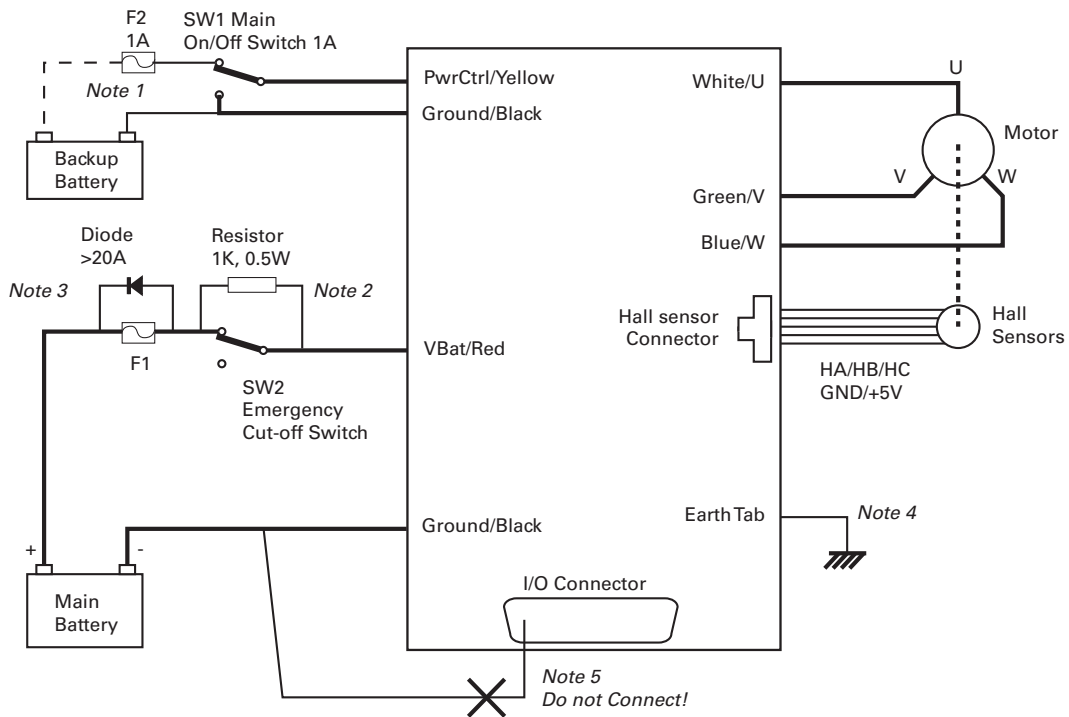 F2
1A
SW1 Main
On/Off Switch 1A
Note 1
Backup
Battery
PwrCtrl/Yellow
Ground/Black
White/U
U
Motor
V
W
Green/V
Blue/W
Diode
>20A
Resistor
1K, 0.5W
Note 3
Note 2
F1
VBat/Red
SW2
Emergency
Cut-off Switch
Hall sensor
Connector
Hall
Sensors
HA/HB/HC
GND/+5V
Ground/Black
Earth Tab
Note 4
+
-
Main
Battery
I/O Connector
Note 5
Do not Connect!